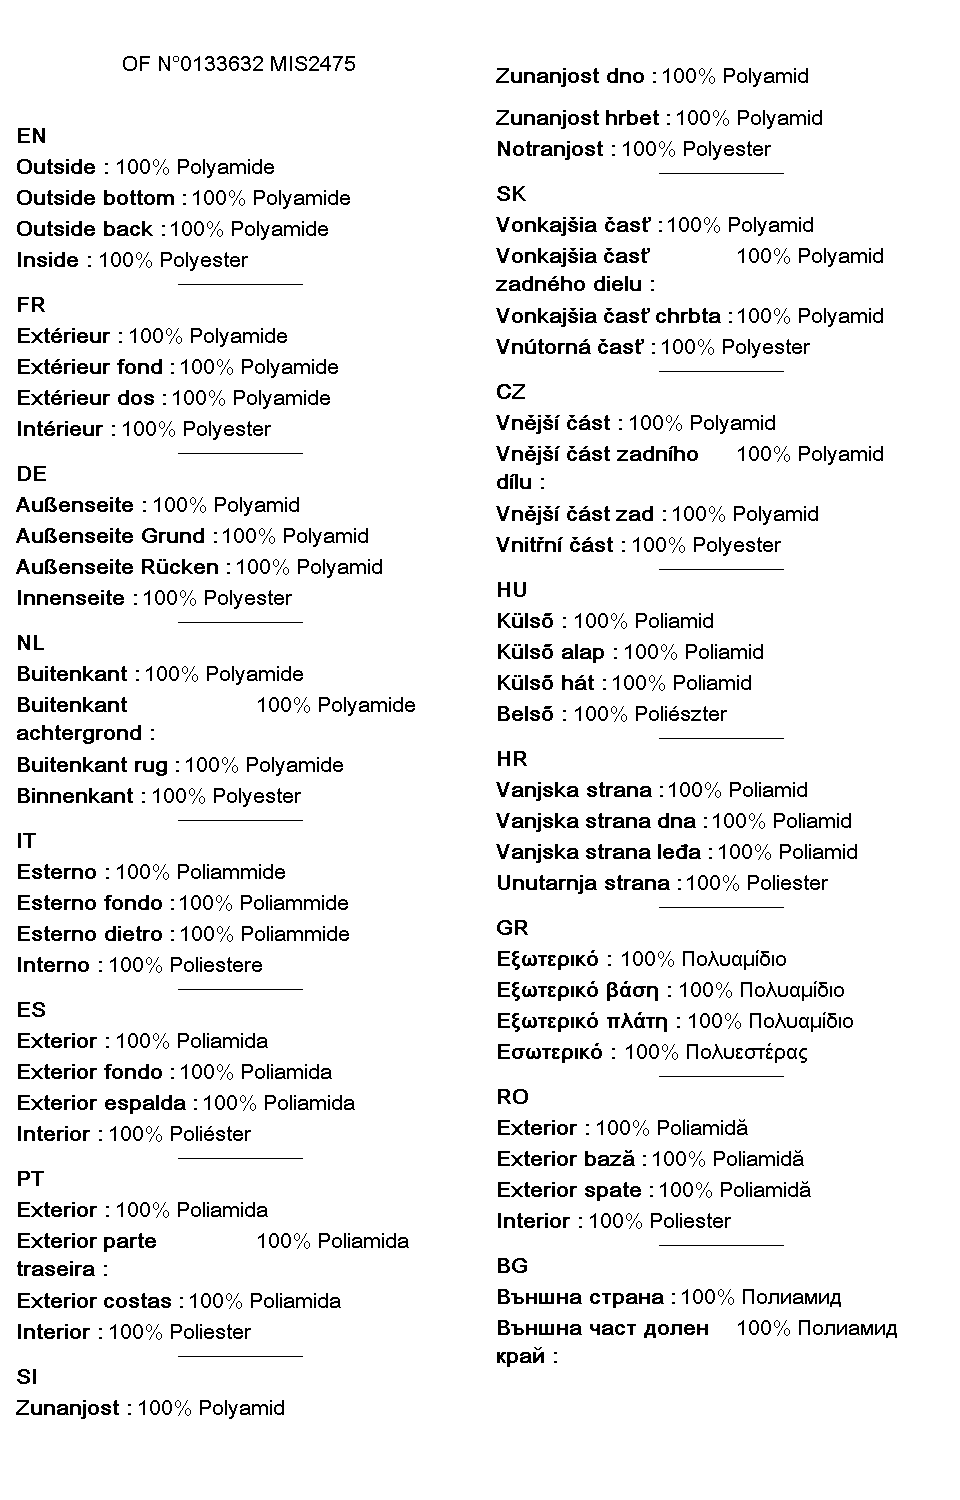 OF N°0133632 MIS2475
EN
Outside : 100% Polyamide
Outside bottom : 100% Polyamide
Outside back : 100% Polyamide
Inside : 100% Polyester
FR
Extérieur : 100% Polyamide
Extérieur fond : 100% Polyamide
Extérieur dos : 100% Polyamide
Intérieur : 100% Polyester
DE
Außenseite : 100% Polyamid
Außenseite Grund : 100% Polyamid
Außenseite Rücken : 100% Polyamid
Innenseite : 100% Polyester
NL
Buitenkant : 100% Polyamide
Buitenkant 100% Polyamide
achtergrond :
Buitenkant rug : 100% Polyamide
Binnenkant : 100% Polyester
IT
Esterno : 100% Poliammide
Esterno fondo : 100% Poliammide
Esterno dietro : 100% Poliammide
Interno : 100% Poliestere
ES
Exterior : 100% Poliamida
Exterior fondo : 100% Poliamida
Exterior espalda : 100% Poliamida
Interior : 100% Poliéster
PT
Exterior : 100% Poliamida
Exterior parte 100% Poliamida
traseira :
Exterior costas : 100% Poliamida
Interior : 100% Poliester
SI
Zunanjost : 100% Polyamid
Zunanjost dno : 100% Polyamid
Zunanjost hrbet : 100% Polyamid
Notranjost : 100% Polyester
SK
Vonkajšia časť : 100% Polyamid
Vonkajšia časť 100% Polyamid
zadného dielu :
Vonkajšia časť chrbta : 100% Polyamid
Vnútorná časť : 100% Polyester
CZ
Vnější část : 100% Polyamid
Vnější část zadního 100% Polyamid
dílu :
Vnější část zad : 100% Polyamid
Vnitřní část : 100% Polyester
HU
Külső : 100% Poliamid
Külső alap : 100% Poliamid
Külső hát : 100% Poliamid
Belső : 100% Poliészter
HR
Vanjska strana : 100% Poliamid
Vanjska strana dna : 100% Poliamid
Vanjska strana leđa : 100% Poliamid
Unutarnja strana : 100% Poliester
GR
Εξωτερικό : 100% Πολυαμίδιο
Εξωτερικό βάση : 100% Πολυαμίδιο
Εξωτερικό πλάτη : 100% Πολυαμίδιο
Εσωτερικό : 100% Πολυεστέρας
RO
Exterior : 100% Poliamidă
Exterior bază : 100% Poliamidă
Exterior spate : 100% Poliamidă
Interior : 100% Poliester
BG
Външна страна : 100% Полиамид
Външна част долен 100% Полиамид
край :